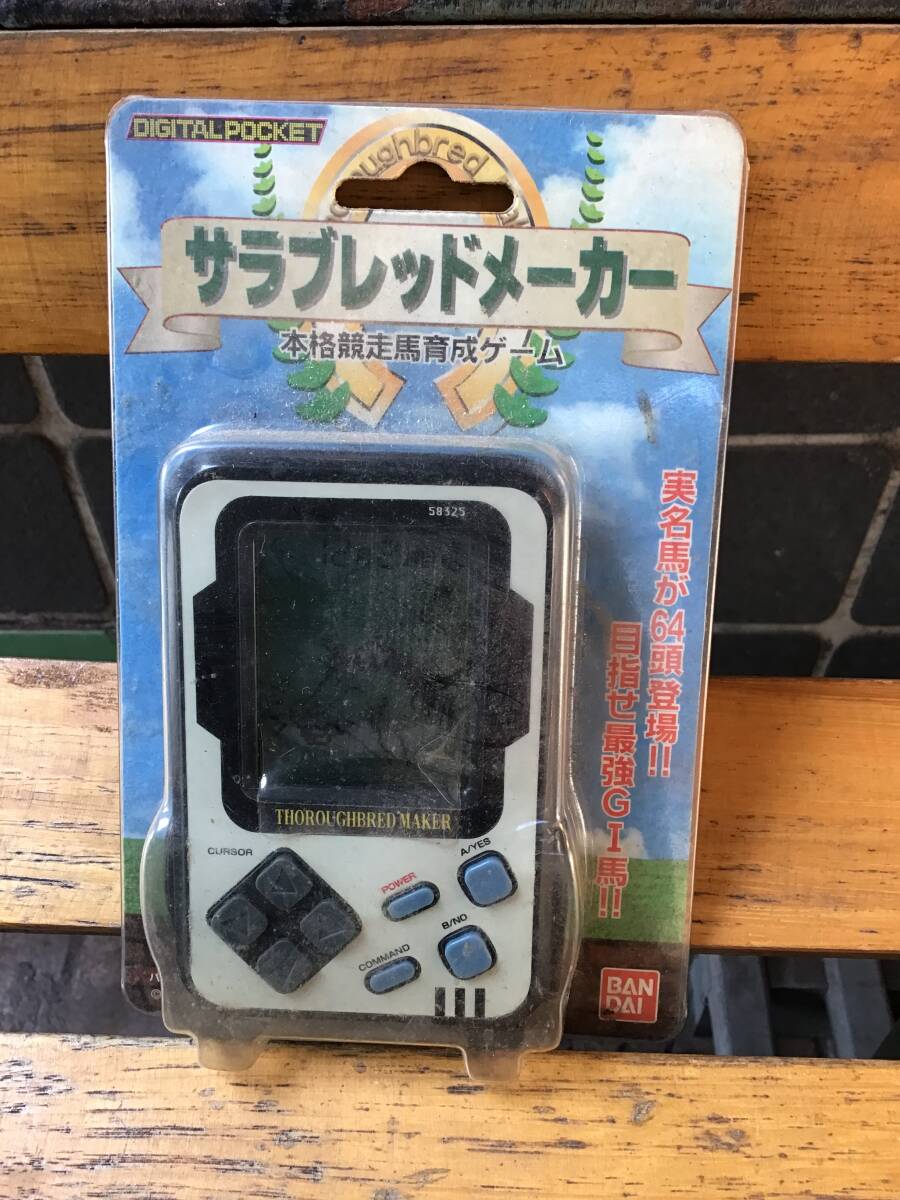 DIGITAL POCKET
サラブレッドメーカー
本格競走馬育成ゲーム
実名馬が64頭登場!!
目指せ最強GⅠ馬!!
58325
THOROUGHBRED MAKER
CURSOR
POWER
A/YES
COMMAND
B/NO
BAN
DAI